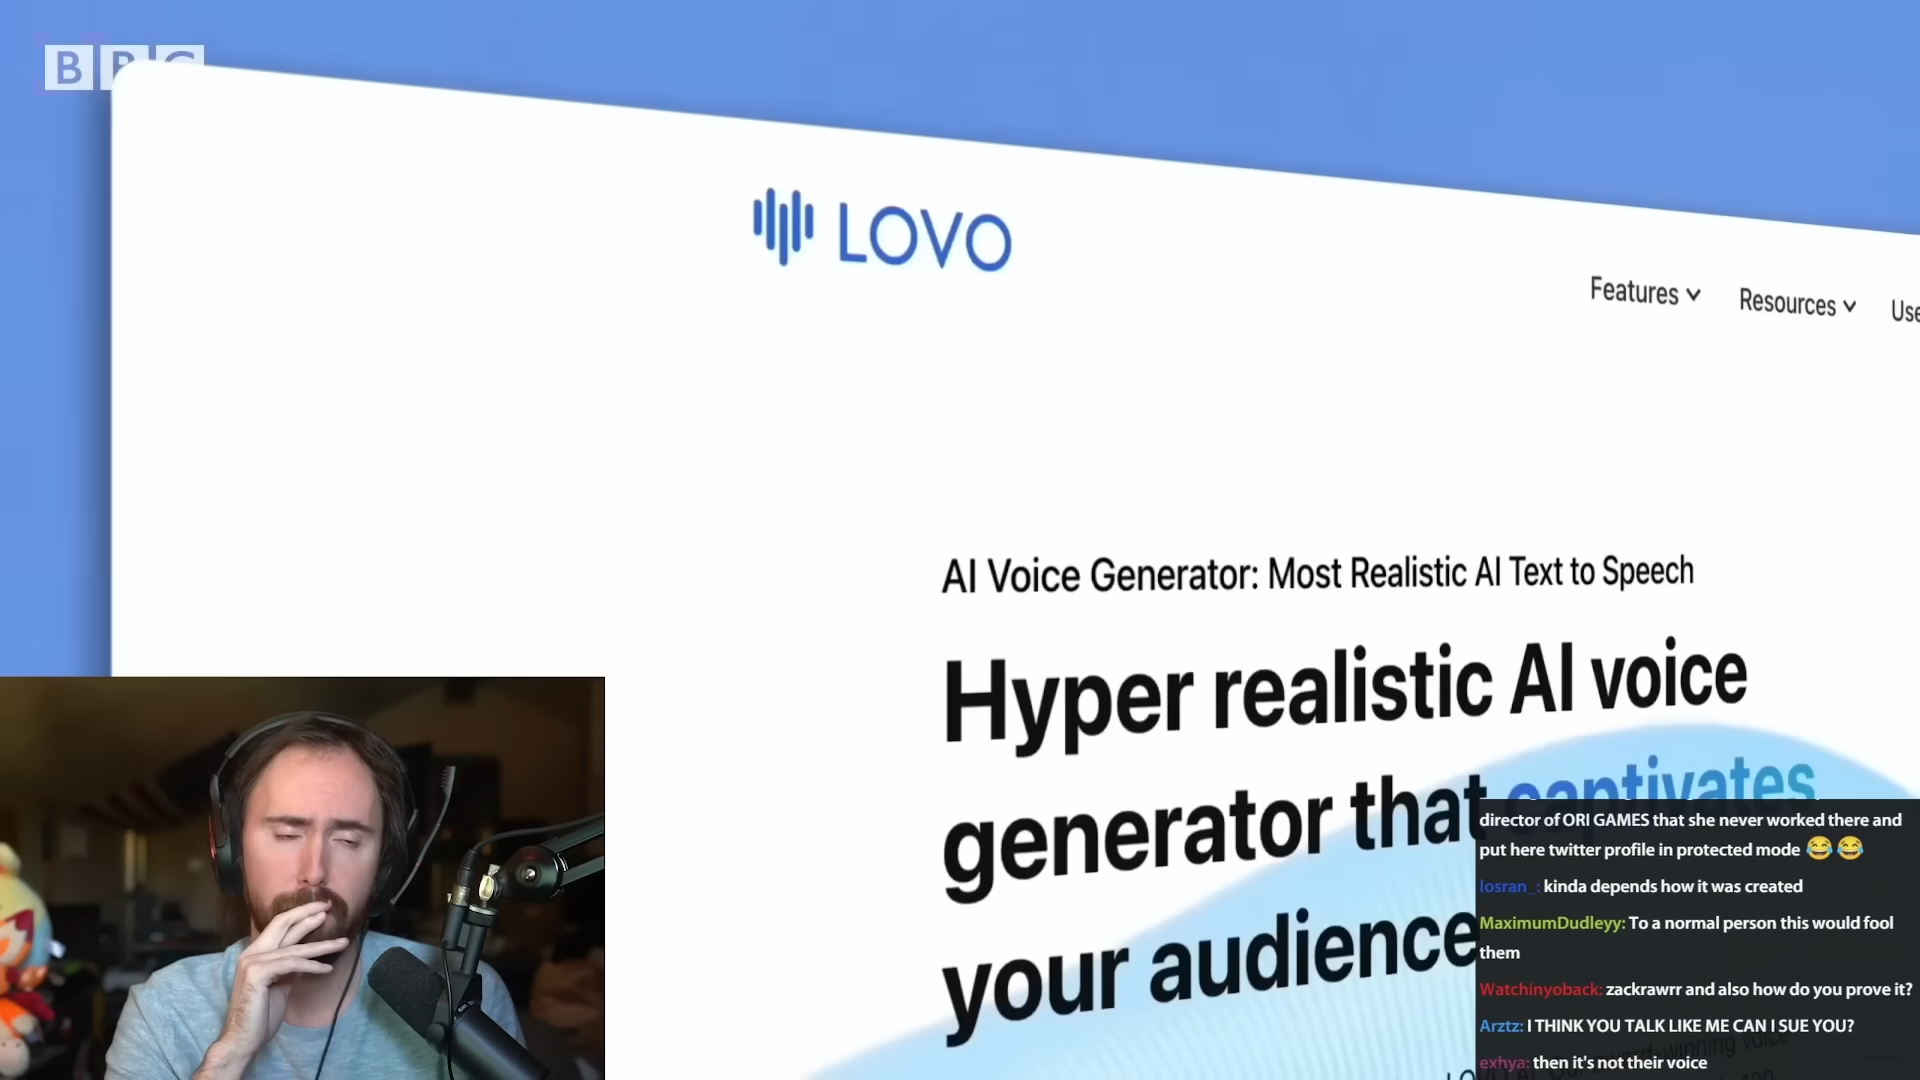 BBC
LOVO
Features
Resources
AI Voice Generator: Most Realistic AI Text to Speech
Hyper realistic AI voice
generator that captivates
your audience
director of ORI GAMES that she never worked there and
put here twitter profile in protected mode 😂 😂
losran_: kinda depends how it was created
MaximumDudleyy: To a normal person this would fool
them
Watchinyoback: zackrawrr and also how do you prove it?
Arztz: I THINK YOU TALK LIKE ME CAN I SUE YOU?
exhya: then it's not their voice